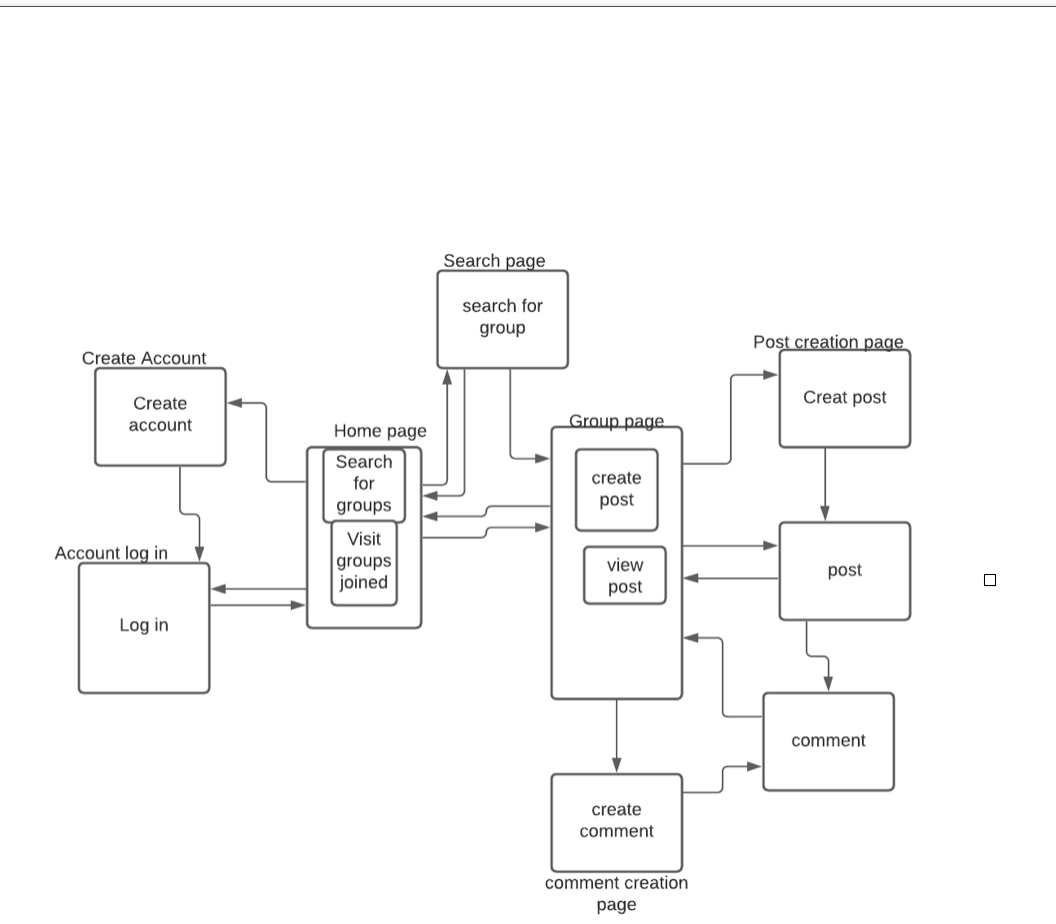 Search page
search for
group
Post creation page
Creat post
Create Account
Create
account
Home page
Search
for
groups
Visit
groups
joined
Group page
create
post
view
post
post
Account log in
Log in
comment
create
comment
comment creation
page